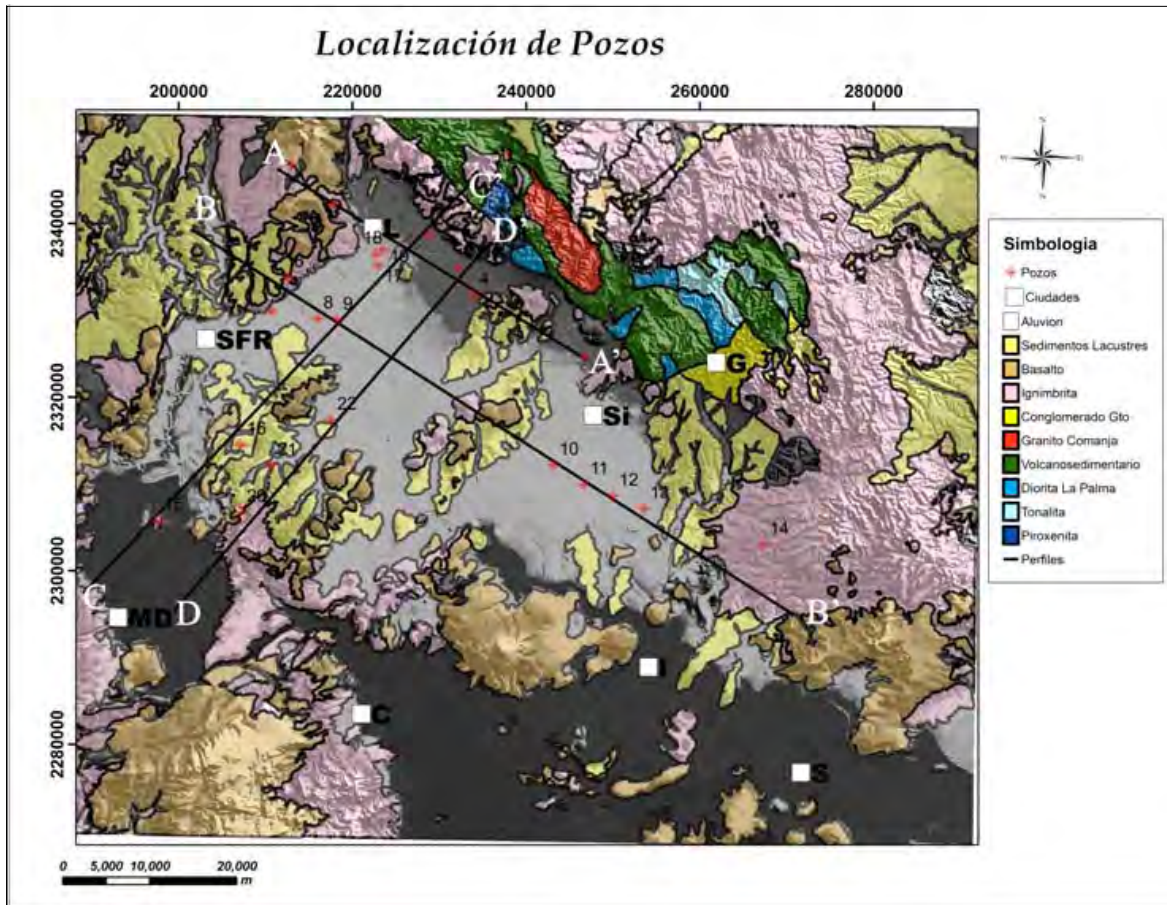 Localización de Pozos
200000 220000 240000 260000 280000
2340000
2320000
2300000
2280000
A
B
C'
D'
L
18
4
8 9
SFR
G
A'
Si
22
16
21
10
11
12
14
C
MD
D
B'
I
C
S
0 5,000 10,000 20,000
m
Simbologia
Pozos
Ciudades
Aluvion
Sedimentos Lacustres
Basalto
Ignimbrita
Conglomerado Gto
Granito Comanja
Volcanosedimentario
Diorita La Palma
Tonalita
Piroxenita
Perfiles